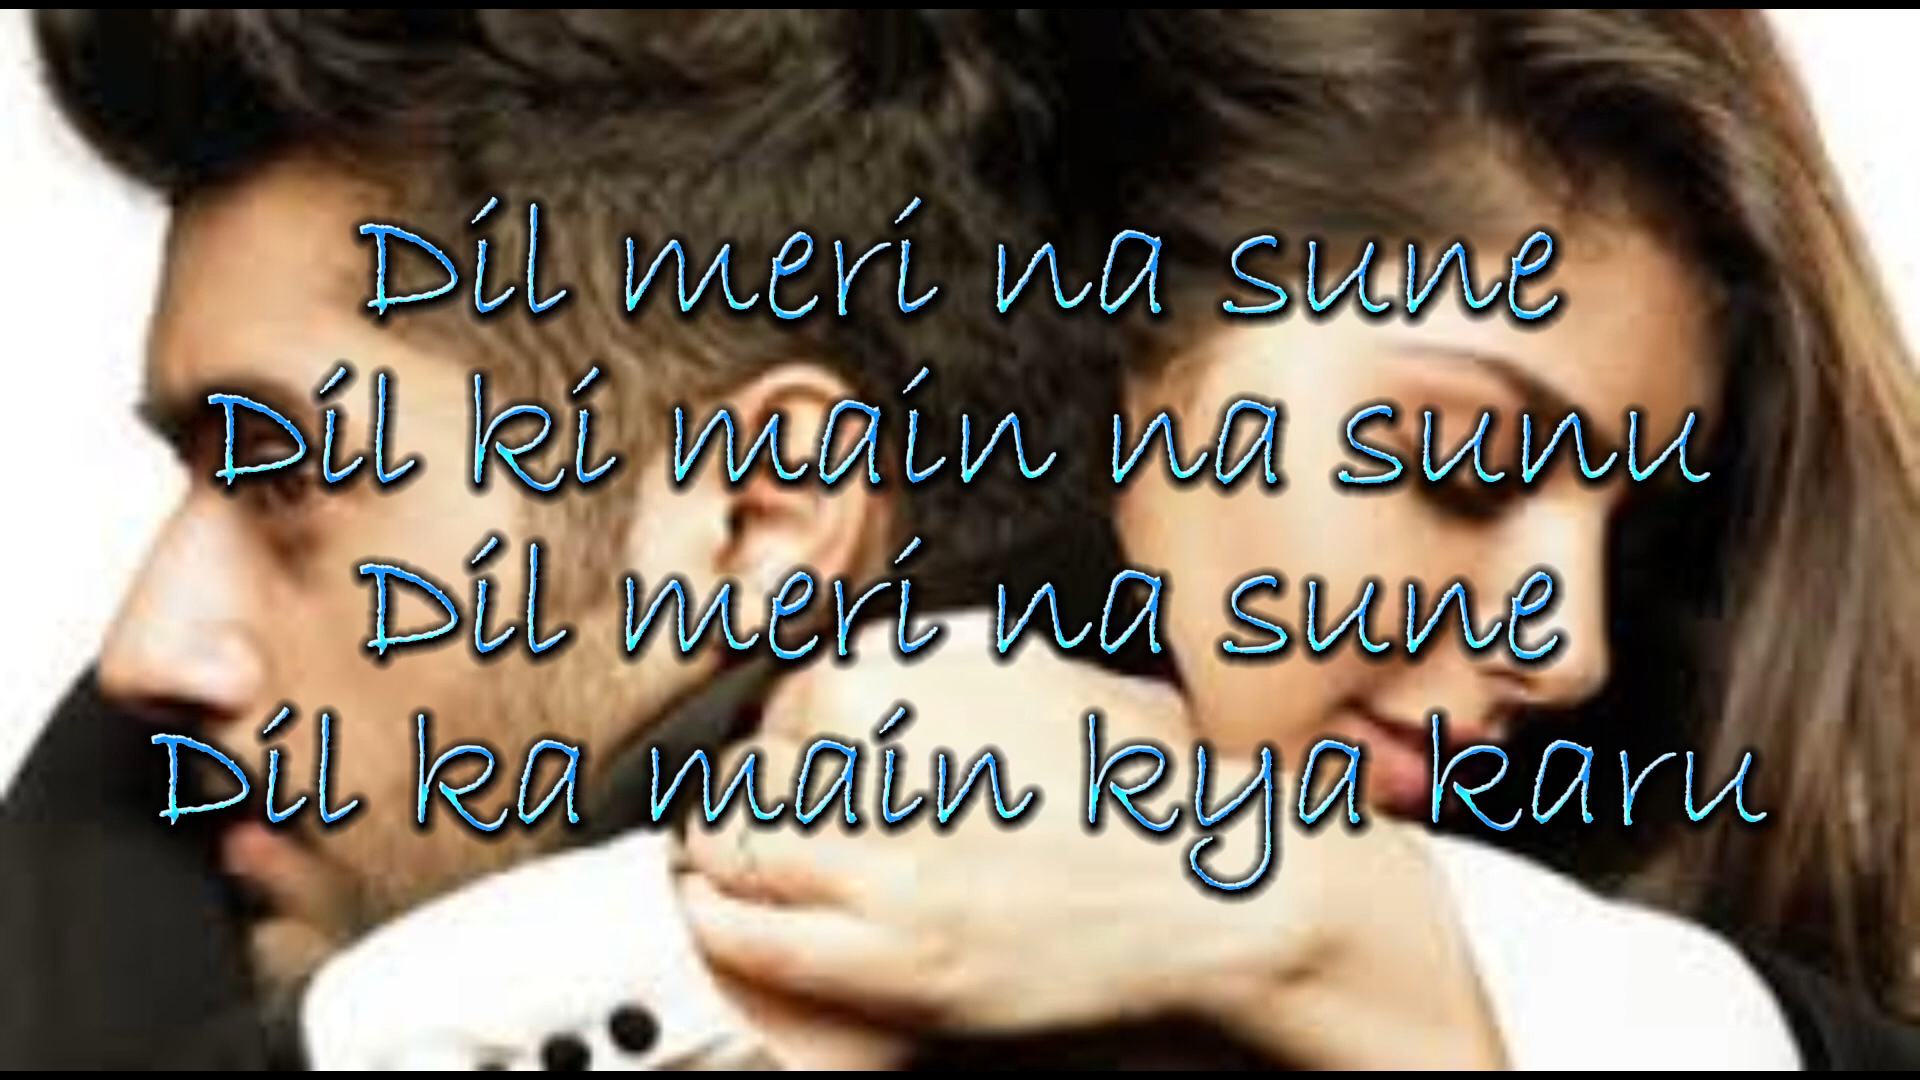 Dil meri na sune
Dil ki main na sunu
Dil meri na sune
Dil ka main kya karu